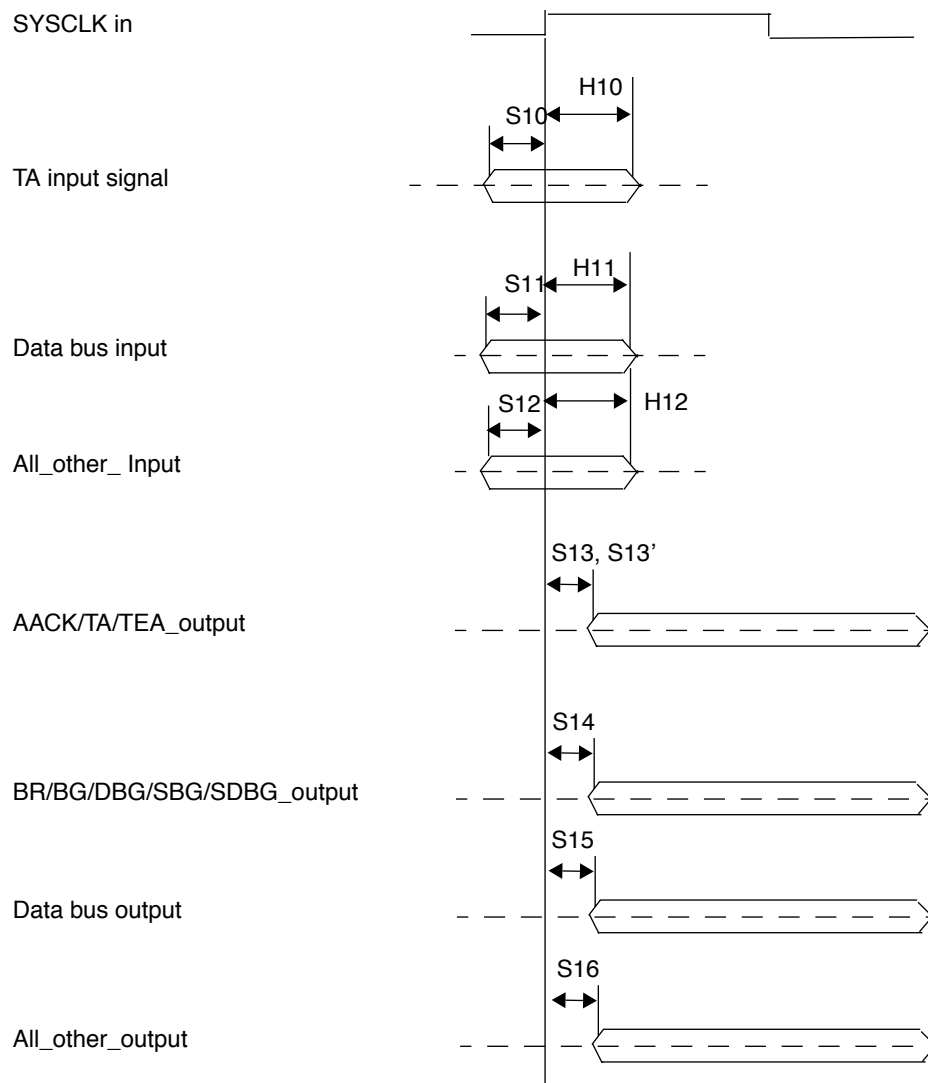 SYSCLK in
H10
S10
TA input signal
H11
S11
Data bus input
S12
H12
All_other_ Input
S13, S13’
AACK/TA/TEA_output
S14
BR/BG/DBG/SBG/SDBG_output
S15
Data bus output
S16
All_other_output